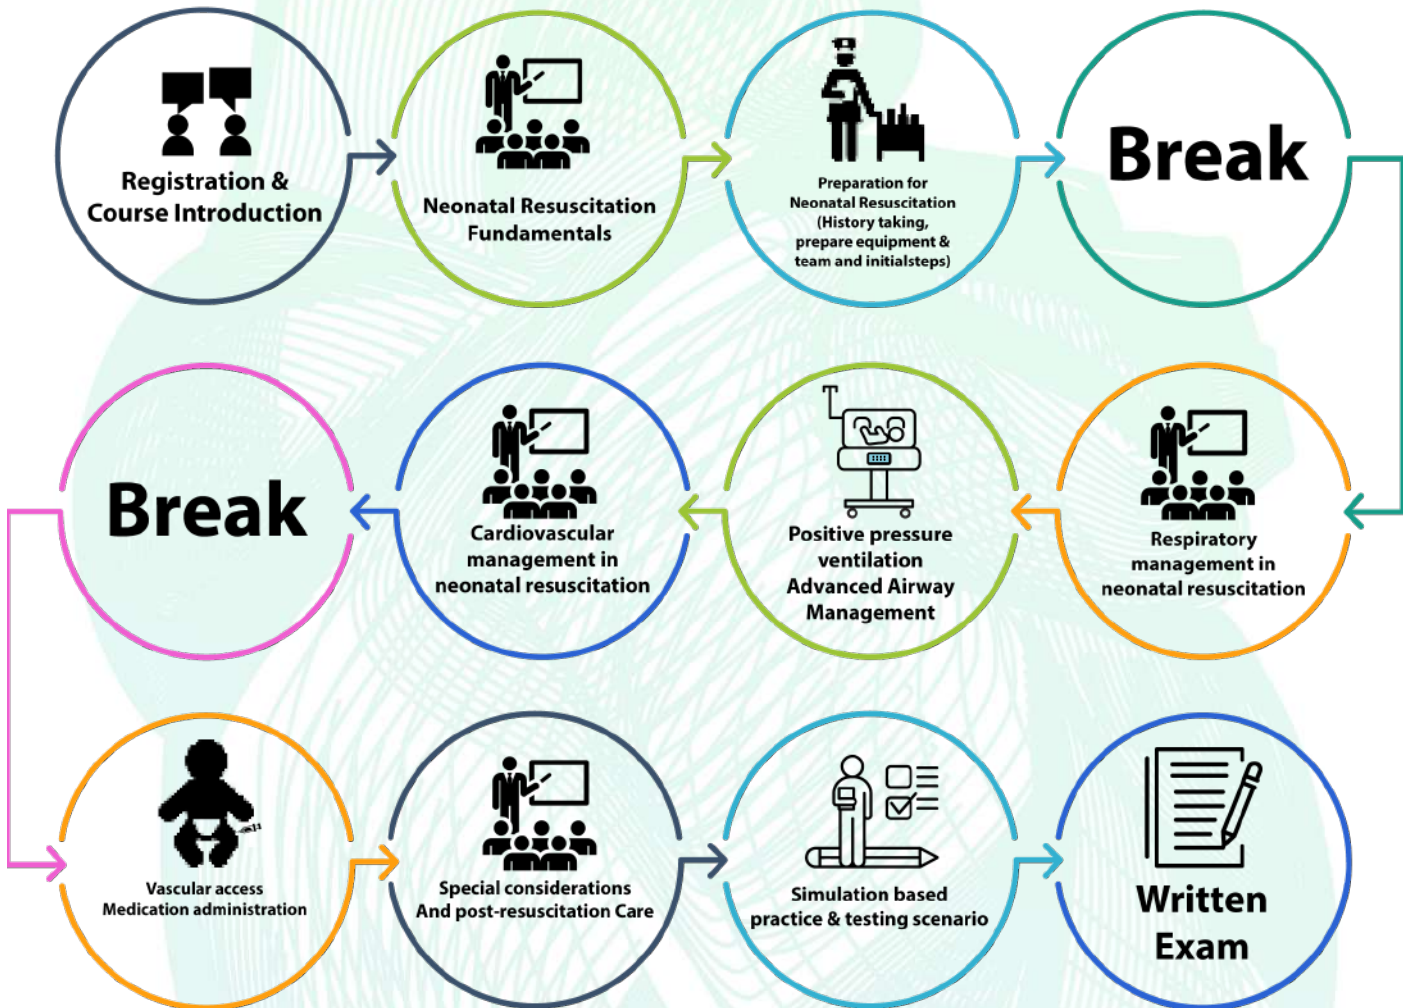 Registration &
Course Introduction
Neonatal Resuscitation
Fundamentals
Preparation for
Neonatal Resuscitation
(History taking,
prepare equipment &
team and initialsteps)
Break
Respiratory
management in
neonatal resuscitation
Positive pressure
ventilation
Advanced Airway
Management
Cardiovascular
management in
neonatal resuscitation
Break
Vascular access
Medication administration
Special considerations
And post-resuscitation Care
Simulation based
practice & testing scenario
Written
Exam